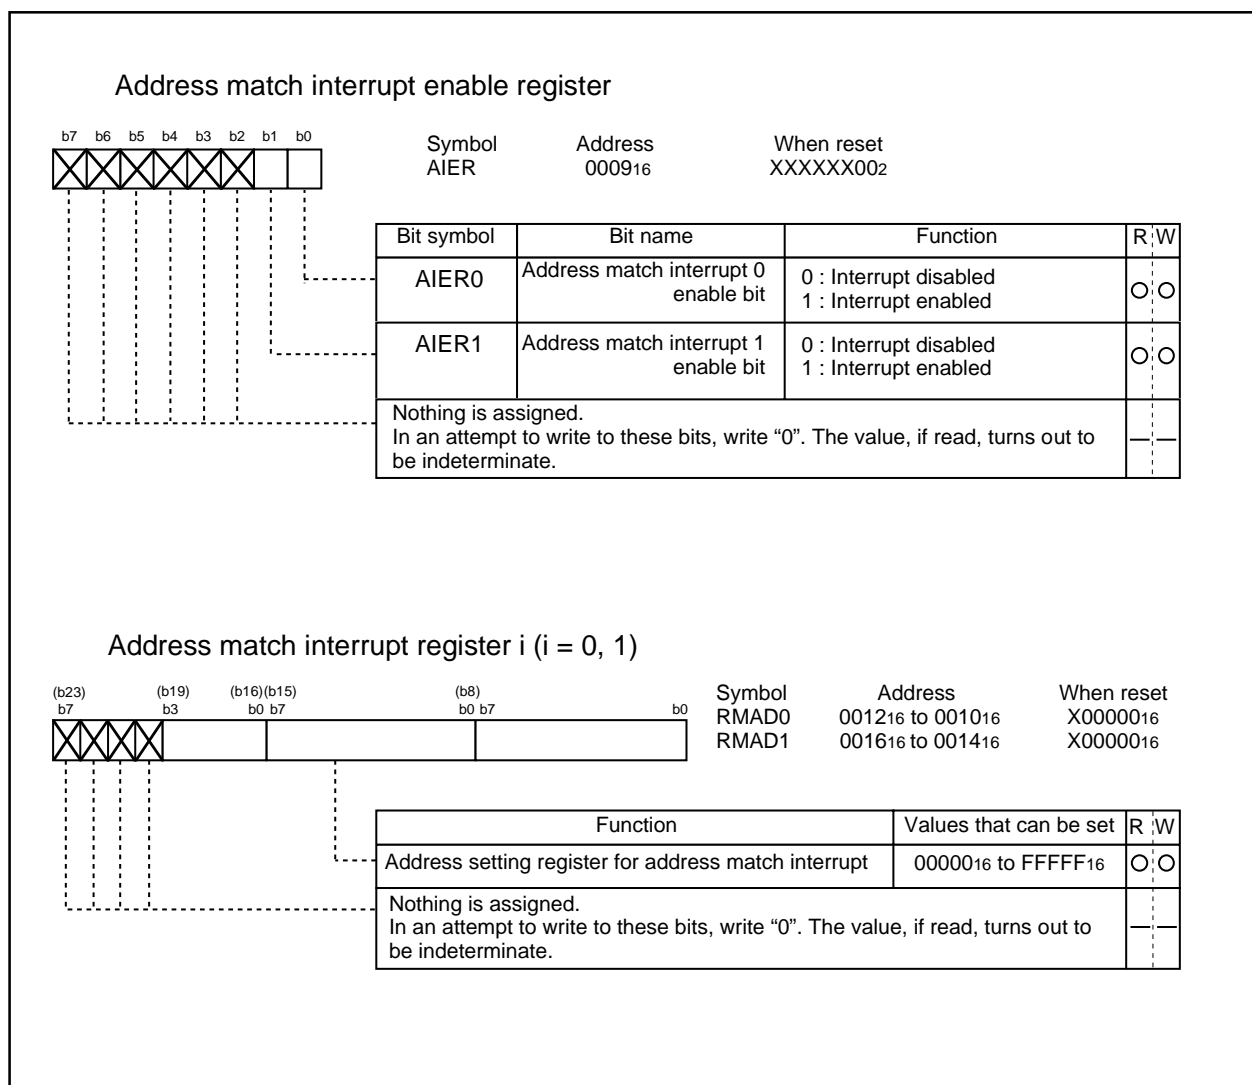 Address match interrupt enable register
b7 b6 b5 b4 b3 b2 b1 b0
Symbol Address When reset
AIER 000916 XXXXXX002
Bit symbol Bit name Function R W
AIER0 Address match interrupt 0 enable bit 0 : Interrupt disabled
1 : Interrupt enabled
AIER1 Address match interrupt 1 enable bit 0 : Interrupt disabled
1 : Interrupt enabled
Nothing is assigned.
In an attempt to write to these bits, write “0”. The value, if read, turns out to
be indeterminate.
Address match interrupt register i (i = 0, 1)
(b23) (b19) (b16)(b15) (b8)
b7 b3 b0 b7 b0 b7 b0
Symbol Address When reset
RMAD0 001216 to 001016 X0000016
RMAD1 001616 to 001416 X0000016
Function Values that can be set R W
Address setting register for address match interrupt 0000016 to FFFFF16
Nothing is assigned.
In an attempt to write to these bits, write “0”. The value, if read, turns out to
be indeterminate.